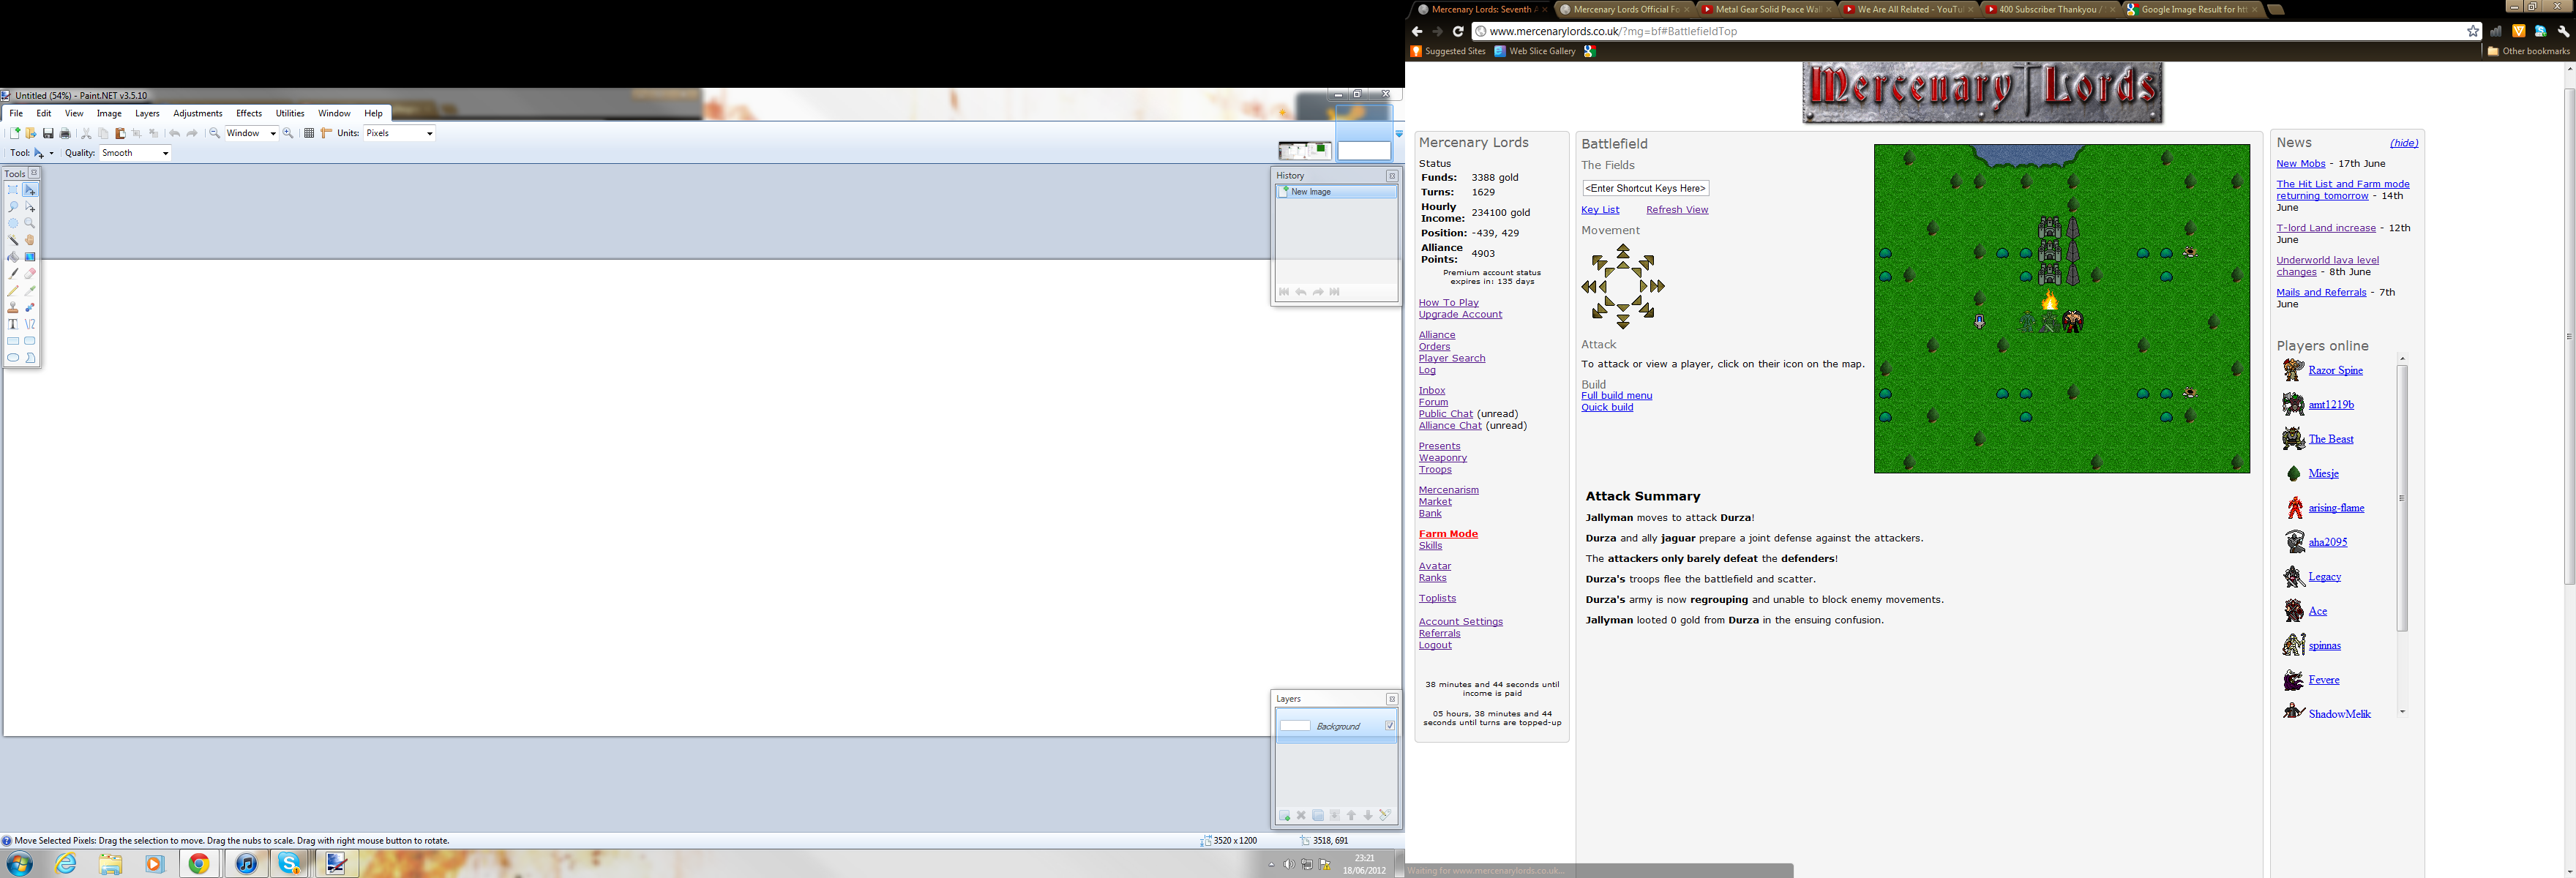 Untitled (54%) - Paint.NET v3.5.10
File Edit View Image Layers Adjustments Effects Utilities Window Help
Window Units: Pixels
Tool: Quality: Smooth
Tools
History
New Image
Layers
Background
Move Selected Pixels: Drag the selection to move. Drag the nubs to scale. Drag with right mouse button to rotate.
3520 x 1200
3518, 691
23:21
18/06/2012
Mercenary Lords: Seventh
Mercenary Lords Official Fo
Metal Gear Solid Peace Wal
We Are All Related - YouTu
400 Subscriber Thankyou /
Google Image Result for htt
www.mercenarylords.co.uk/?mg=bf#BattlefieldTop
Suggested Sites Web Slice Gallery
Other bookmarks
Mercenary Lords
Mercenary Lords
Status
Funds: 3388 gold
Turns: 1629
Hourly
Income: 234100 gold
Position: -439, 429
Alliance
Points: 4903
Premium account status
expires in: 135 days
How To Play
Upgrade Account
Alliance
Orders
Player Search
Log
Inbox
Forum
Public Chat (unread)
Alliance Chat (unread)
Presents
Weaponry
Troops
Mercenarism
Market
Bank
Farm Mode
Skills
Avatar
Ranks
Toplists
Account Settings
Referrals
Logout
38 minutes and 44 seconds until
income is paid
05 hours, 38 minutes and 44
seconds until turns are topped-up
Battlefield
The Fields
<Enter Shortcut Keys Here>
Key List Refresh View
Movement
Attack
To attack or view a player, click on their icon on the map.
Build
Full build menu
Quick build
Attack Summary
Jallyman moves to attack Durza!
Durza and ally jaguar prepare a joint defense against the attackers.
The attackers only barely defeat the defenders!
Durza's troops flee the battlefield and scatter.
Durza's army is now regrouping and unable to block enemy movements.
Jallyman looted 0 gold from Durza in the ensuing confusion.
News (hide)
New Mobs - 17th June
The Hit List and Farm mode
returning tomorrow - 14th
June
T-lord Land increase - 12th
June
Underworld lava level
changes - 8th June
Mails and Referrals - 7th
June
Players online
Razor Spine
amt1219b
The Beast
Miesje
arising-flame
aha2095
Legacy
Ace
spinnas
Fevere
ShadowMelik
Waiting for www.mercenarylords.co.uk...